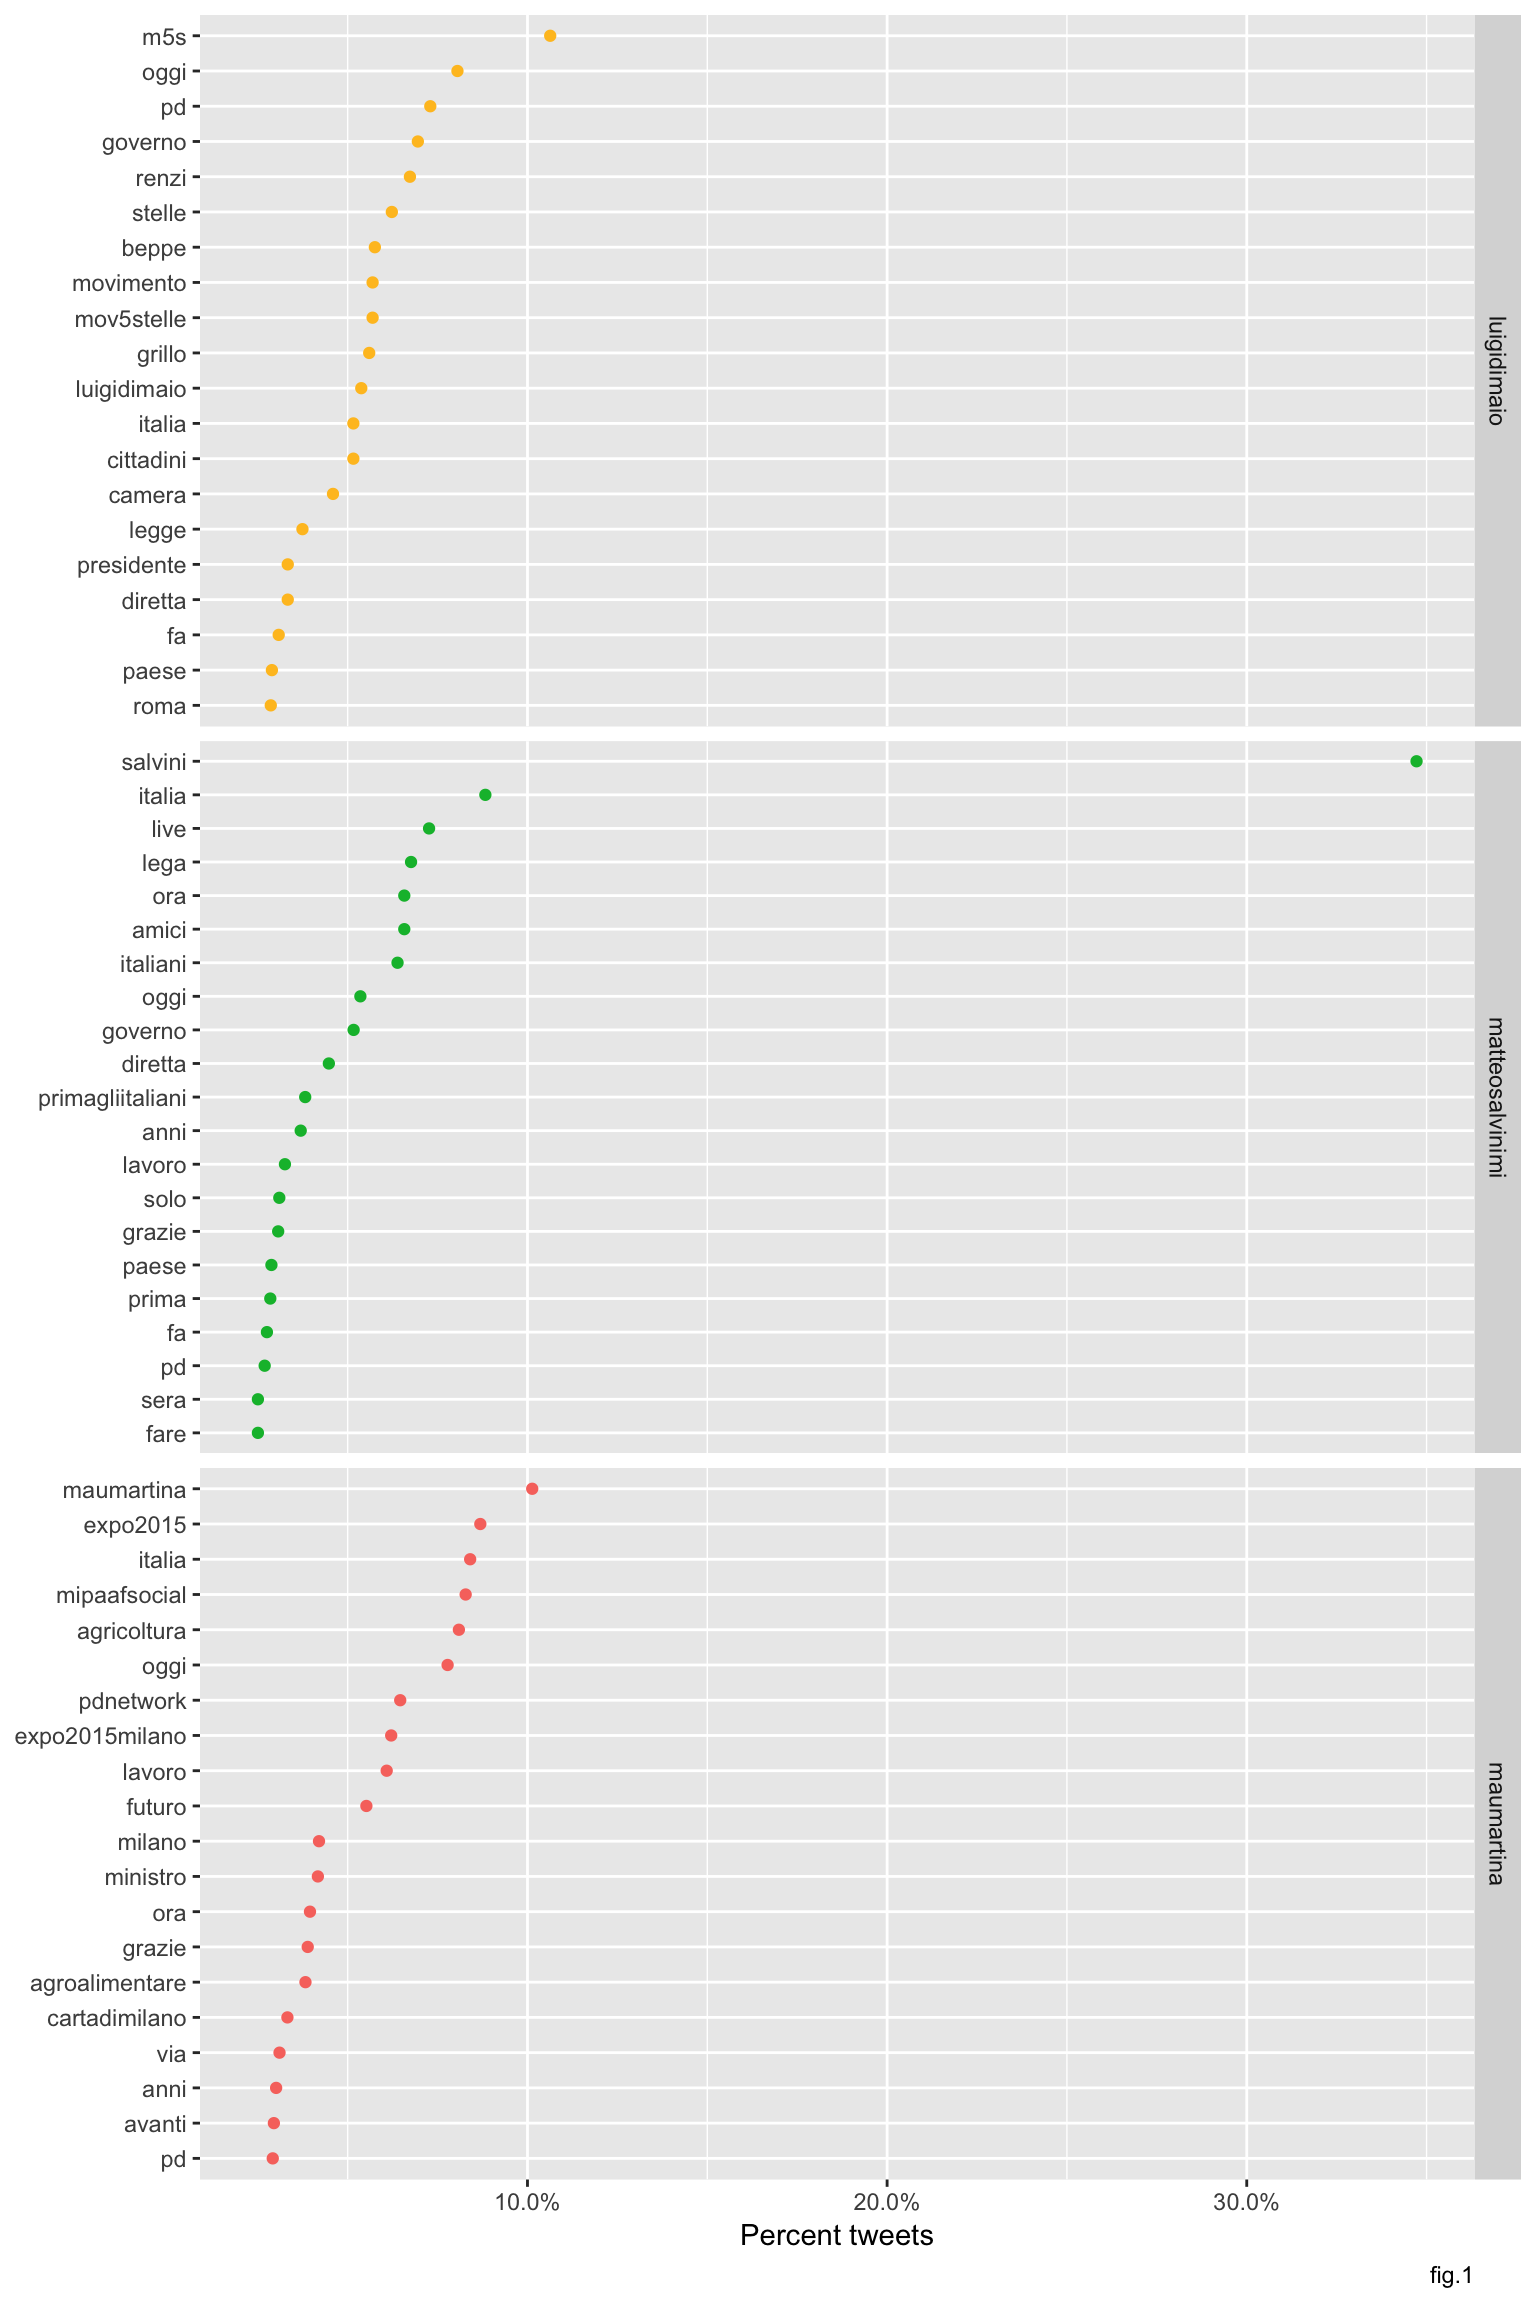 m5s
oggi
pd
governo
renzi
stelle
beppe
movimento
mov5stelle
grillo
luigidimaio
italia
cittadini
camera
legge
presidente
diretta
fa
paese
roma
luigidimaio
salvini
italia
live
lega
ora
amici
italiani
oggi
governo
diretta
primagliitaliani
anni
lavoro
solo
grazie
paese
prima
fa
pd
sera
fare
matteosalvinimi
maumartina
expo2015
italia
mipaafsocial
agricoltura
oggi
pdnetwork
expo2015milano
lavoro
futuro
milano
ministro
ora
grazie
agroalimentare
cartadimilano
via
anni
avanti
pd
maumartina
10.0% 20.0% 30.0%
Percent tweets
fig.1